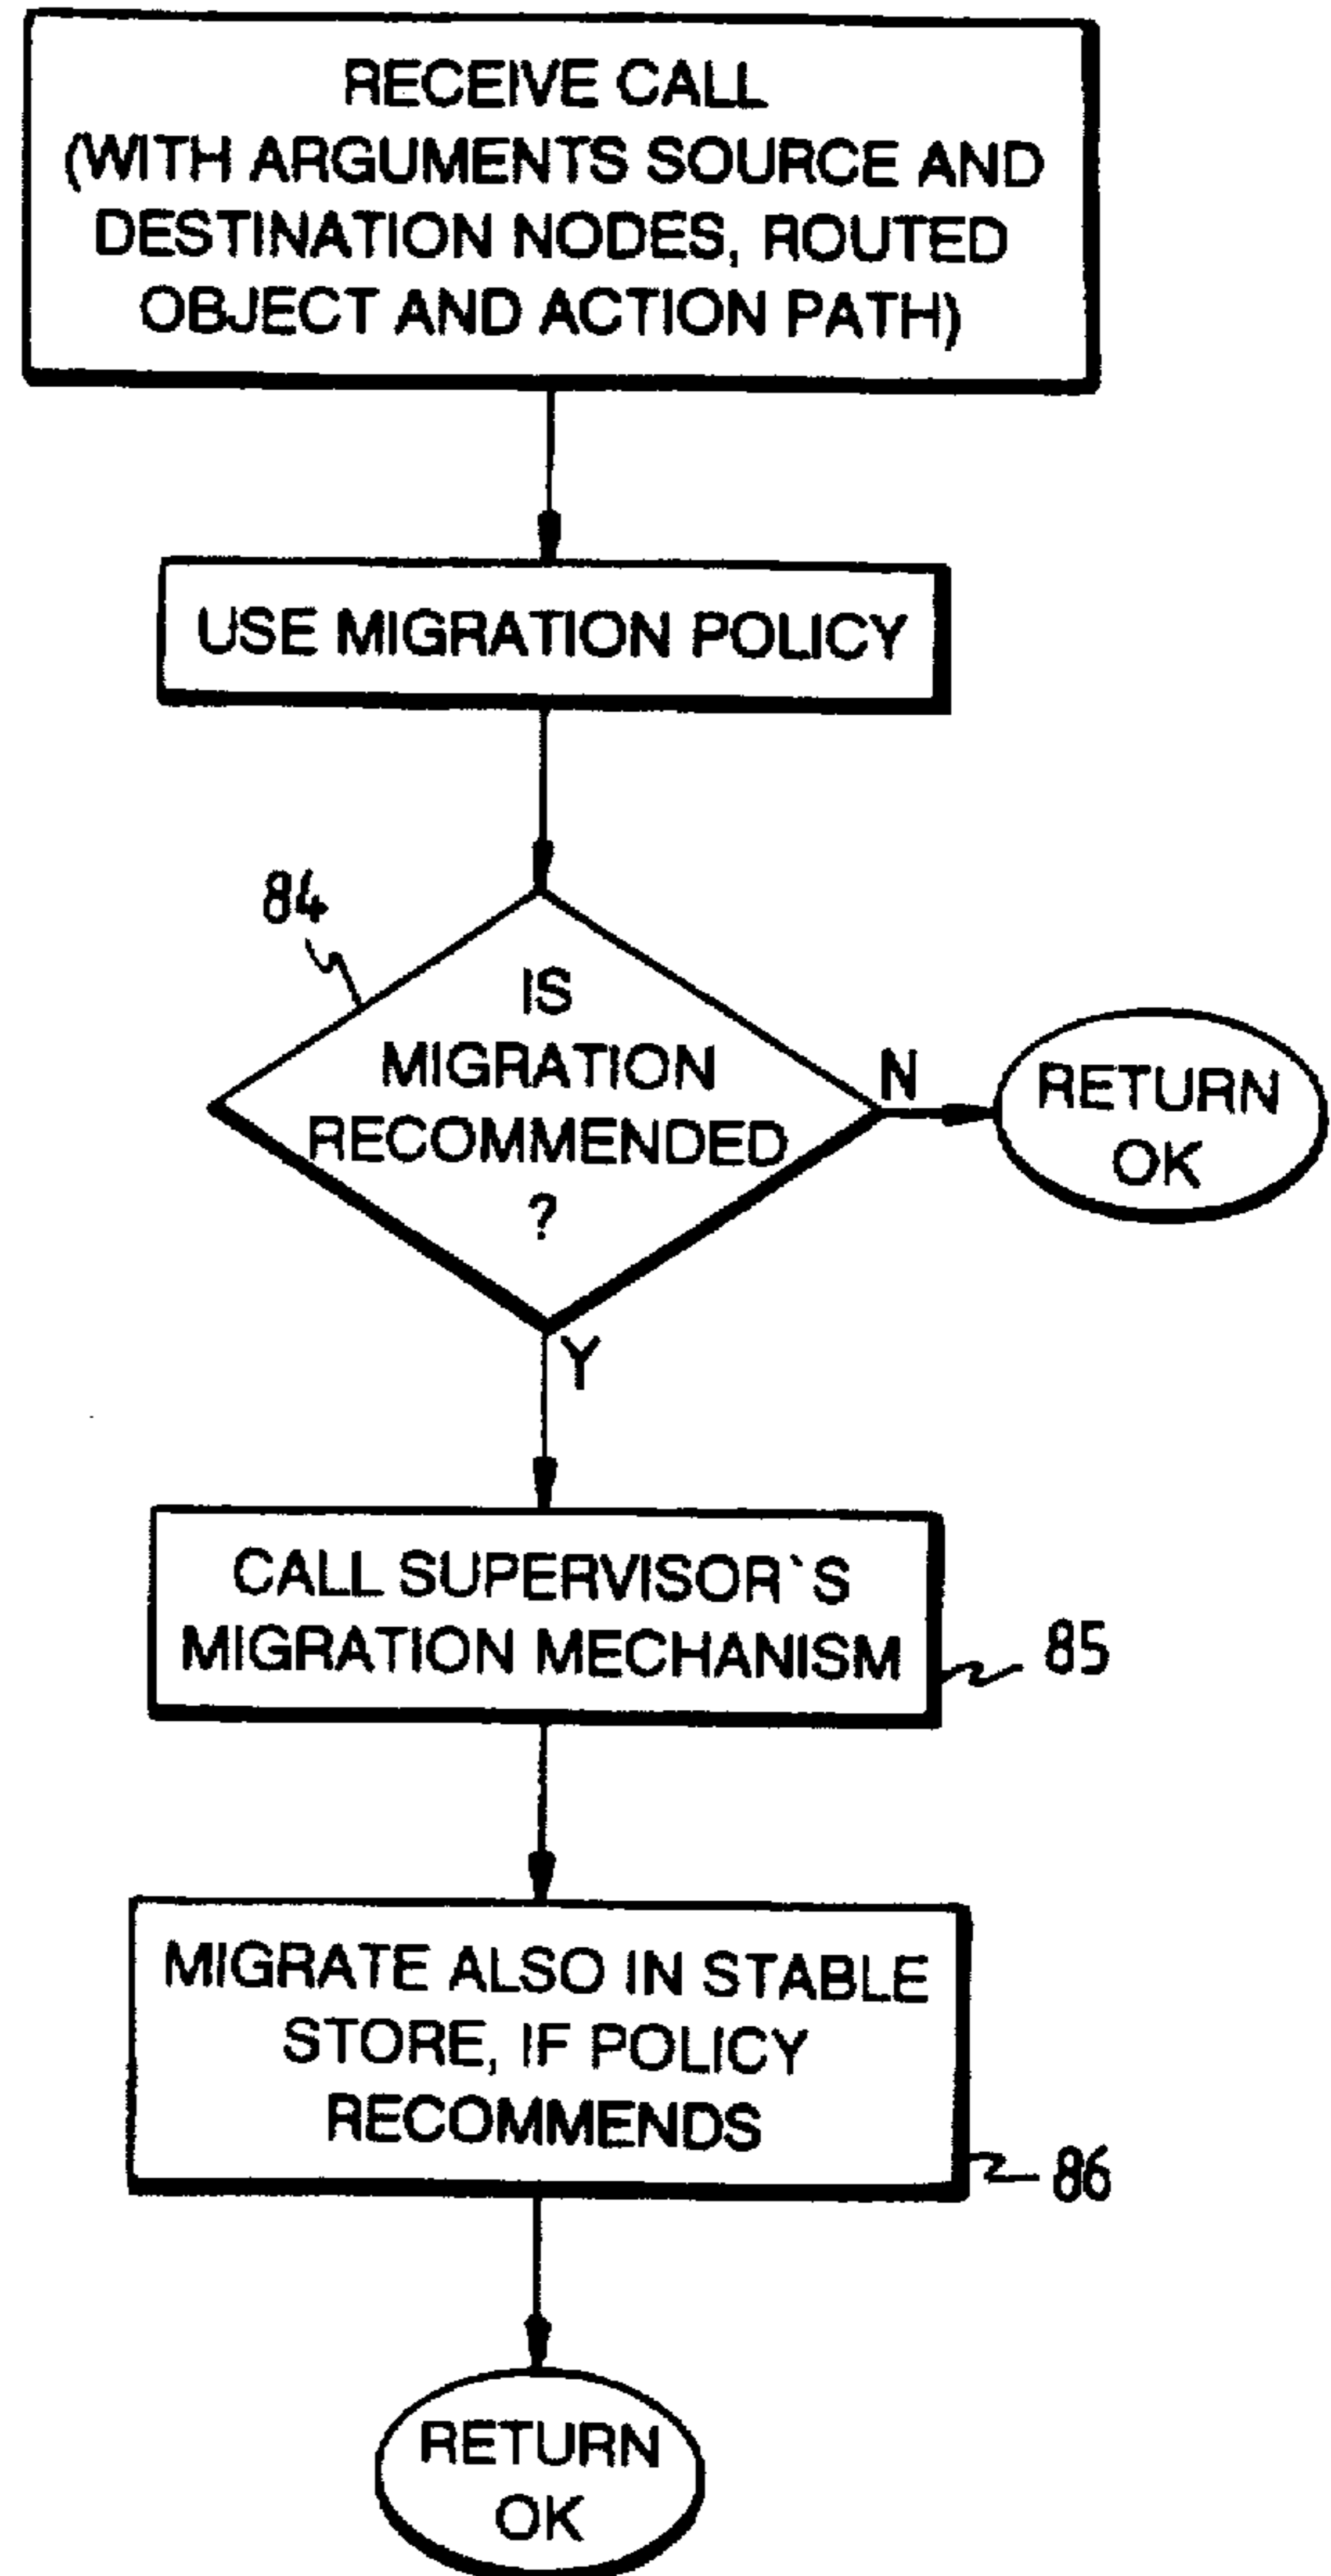 RECEIVE CALL
(WITH ARGUMENTS SOURCE AND
DESTINATION NODES, ROUTED
OBJECT AND ACTION PATH)
USE MIGRATION POLICY
84
IS
MIGRATION
RECOMMENDED
?
N
RETURN
OK
Y
CALL SUPERVISOR`S
MIGRATION MECHANISM
85
MIGRATE ALSO IN STABLE
STORE, IF POLICY
RECOMMENDS
86
RETURN
OK